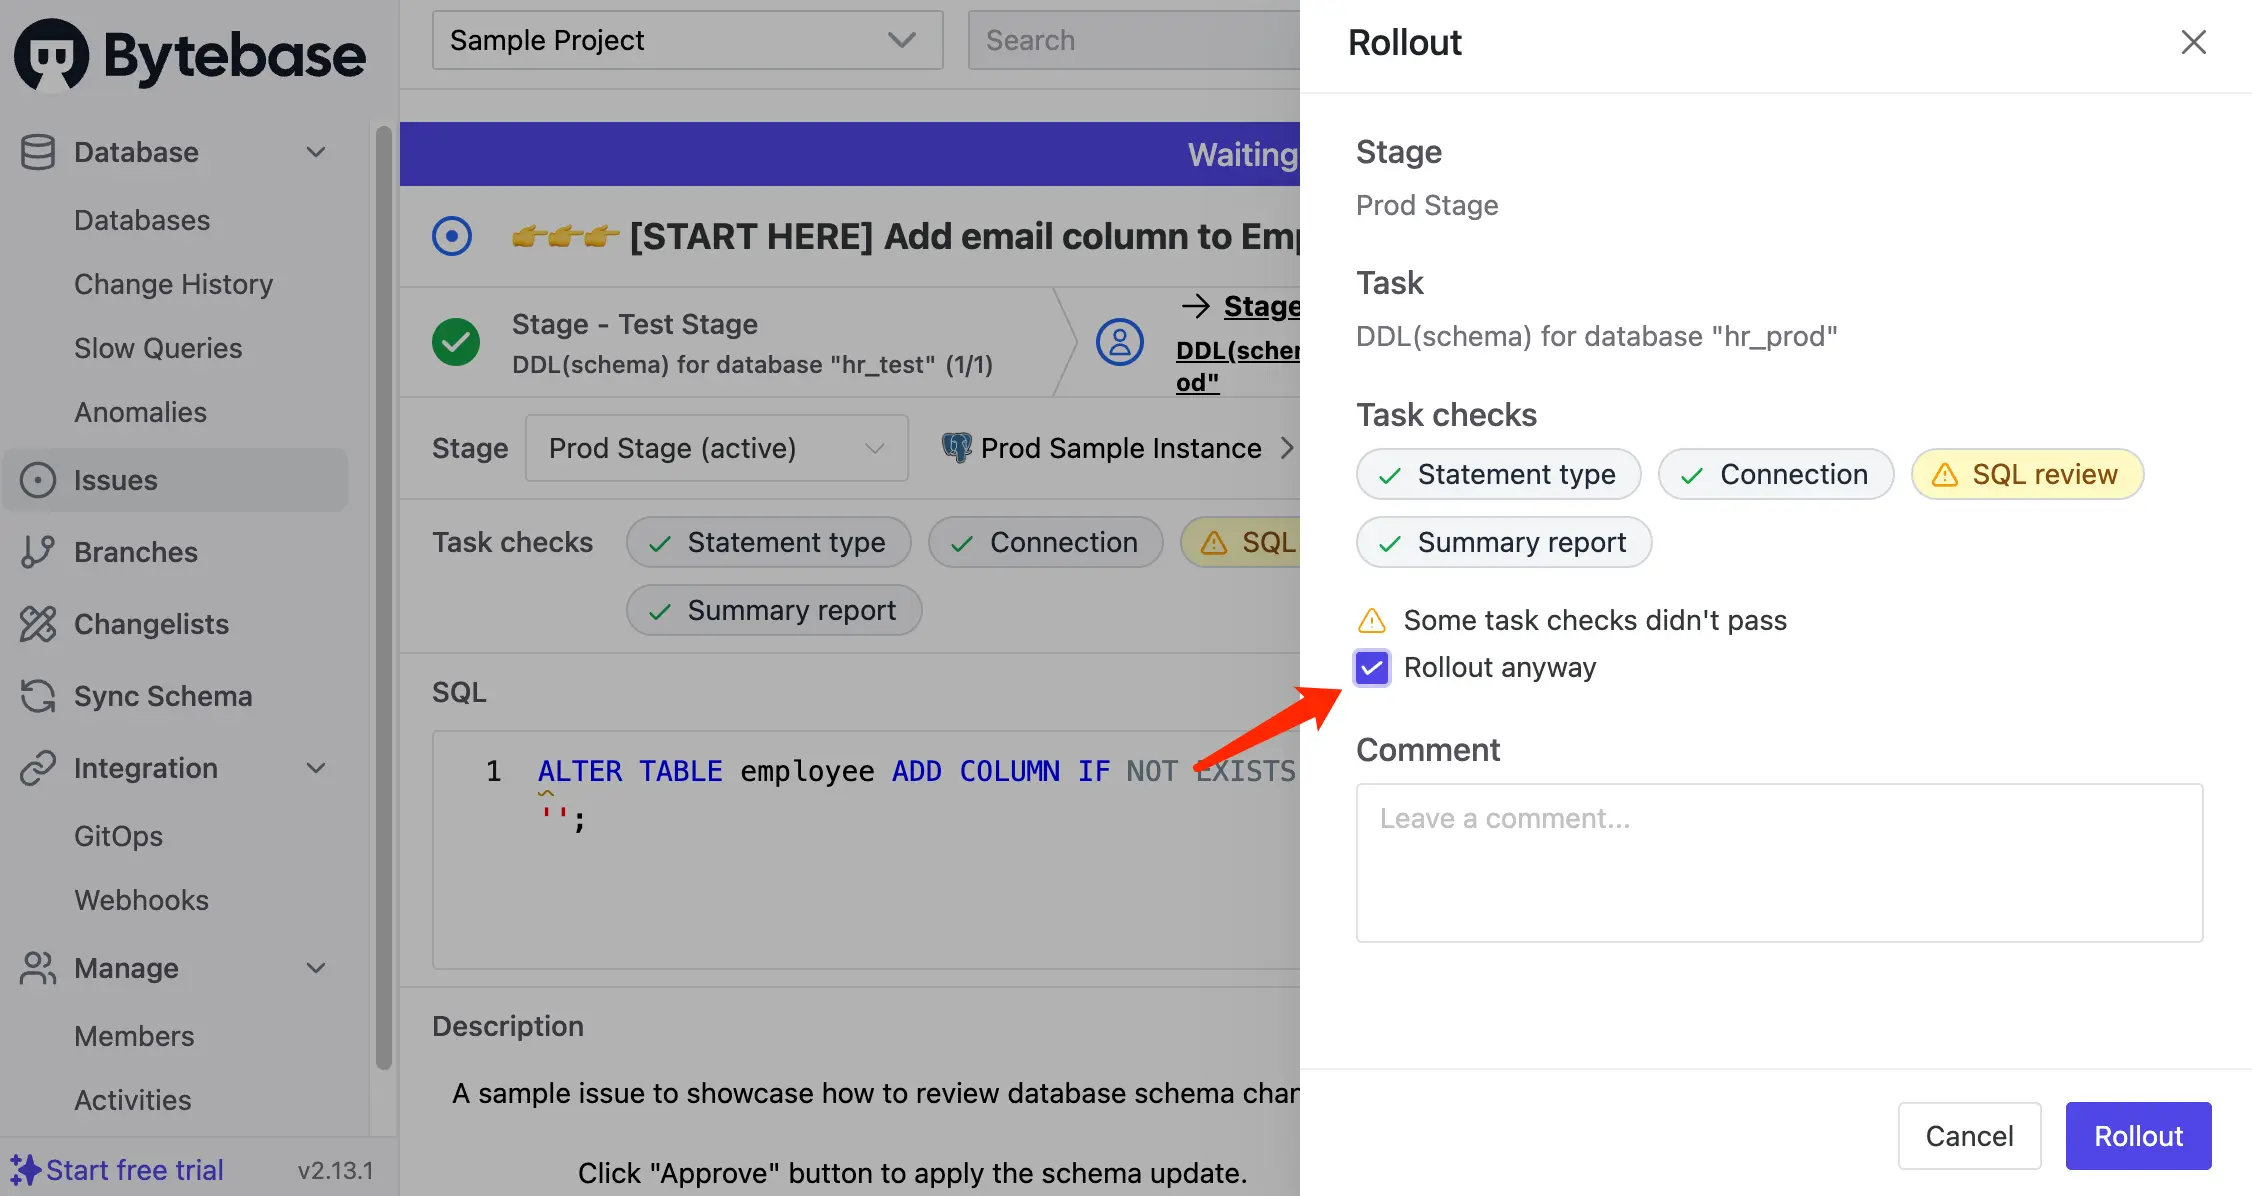 Bytebase
Database
Databases
Change History
Slow Queries
Anomalies
Issues
Branches
Changelists
Sync Schema
Integration
GitOps
Webhooks
Manage
Members
Activities
Start free trial
v2.13.1
Sample Project
Search
Waiting
[START HERE] Add email column to Emp
Stage - Test Stage
DDL(schema) for database "hr_test" (1/1)
→ Stage
DDL(schem
od"
Stage
Prod Stage (active)
Prod Sample Instance
Task checks
Statement type
Connection
SQL
Summary report
SQL
1 ALTER TABLE employee ADD COLUMN IF NOT EXISTS
'';
Description
A sample issue to showcase how to review database schema chan
Click "Approve" button to apply the schema update.
Rollout
Stage
Prod Stage
Task
DDL(schema) for database "hr_prod"
Task checks
Statement type
Connection
SQL review
Summary report
Some task checks didn't pass
Rollout anyway
Comment
Leave a comment...
Cancel
Rollout